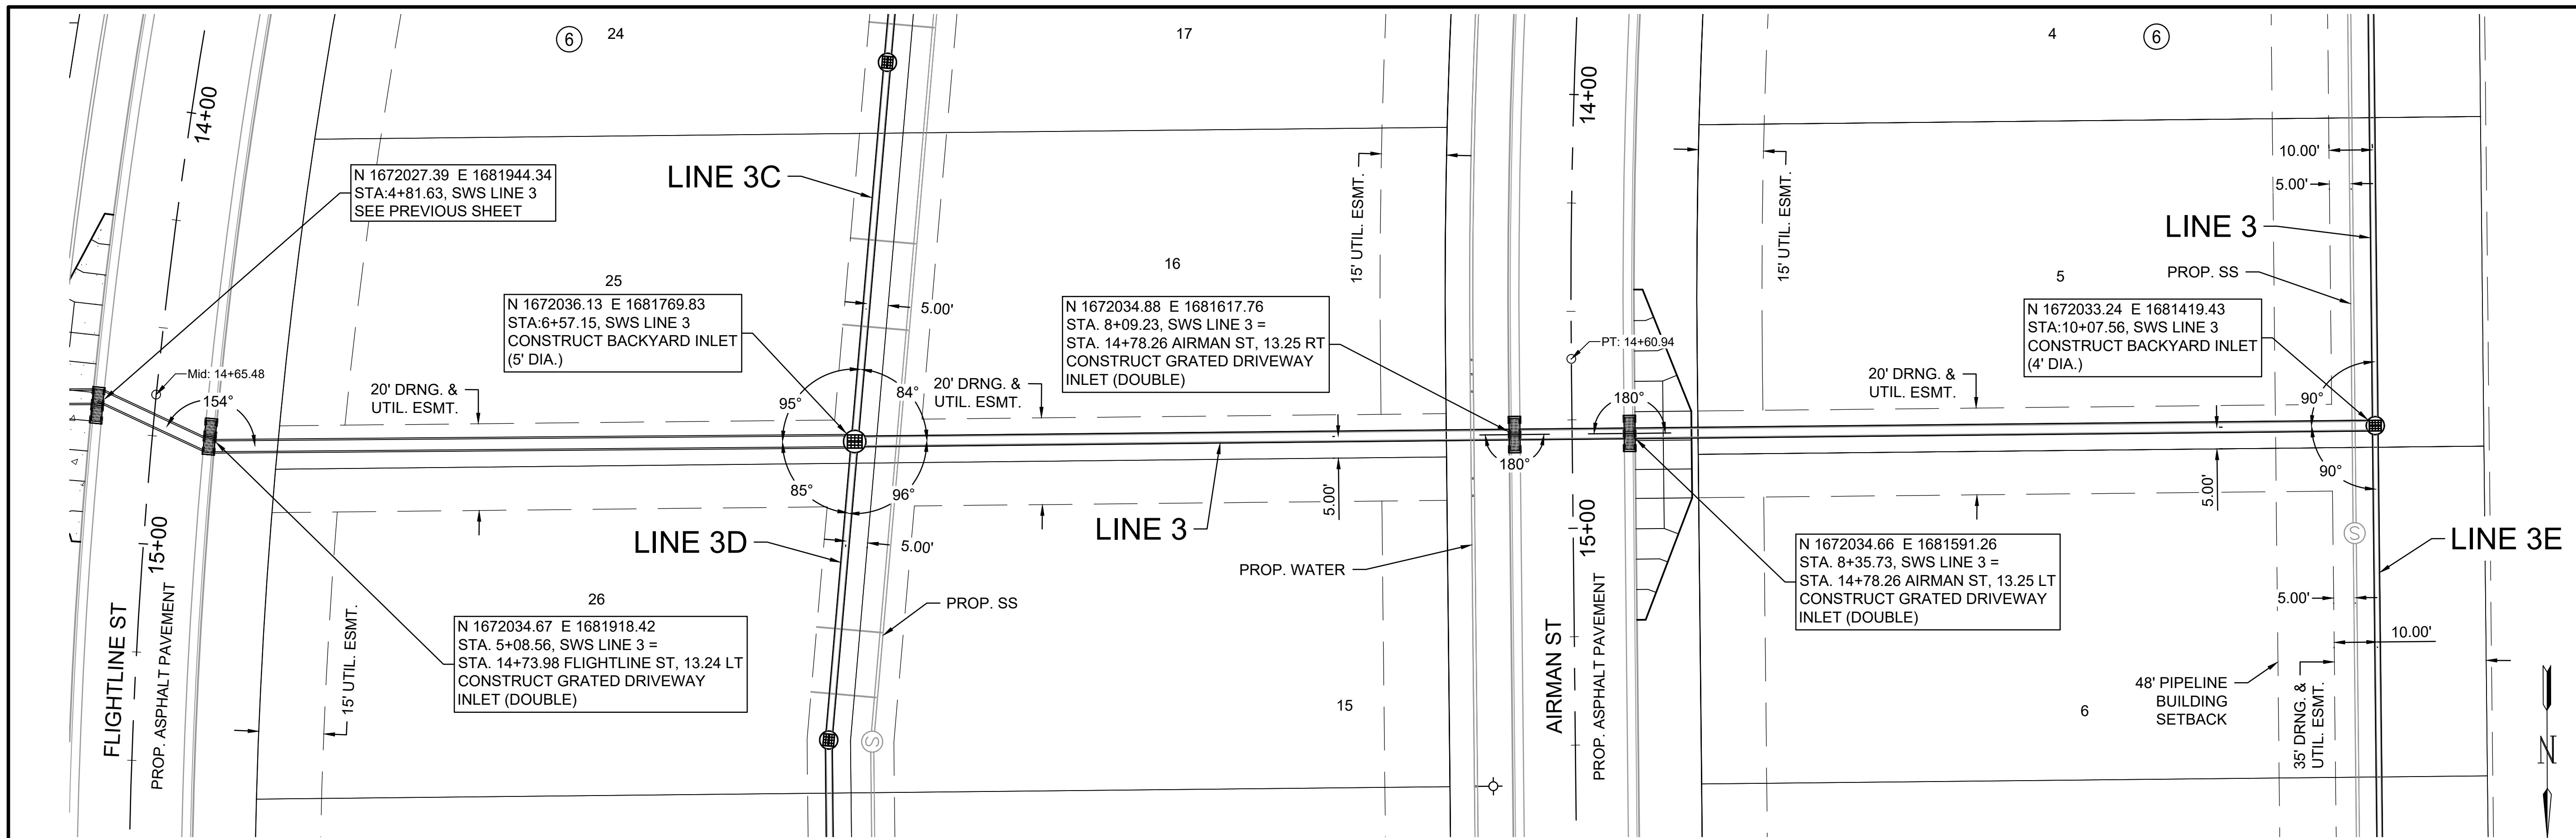 6
24
17
4
6
14+00
14+00
N 1672027.39 E 1681944.34
STA:4+81.63, SWS LINE 3
SEE PREVIOUS SHEET
LINE 3C
15' UTIL. ESMT.
15' UTIL. ESMT.
10.00'
5.00'
LINE 3
PROP. SS
25
16
5
N 1672036.13 E 1681769.83
STA:6+57.15, SWS LINE 3
CONSTRUCT BACKYARD INLET
(5' DIA.)
5.00'
N 1672034.88 E 1681617.76
STA. 8+09.23, SWS LINE 3 =
STA. 14+78.26 AIRMAN ST, 13.25 RT
CONSTRUCT GRATED DRIVEWAY
INLET (DOUBLE)
PT: 14+60.94
N 1672033.24 E 1681419.43
STA:10+07.56, SWS LINE 3
CONSTRUCT BACKYARD INLET
(4' DIA.)
Mid: 14+65.48
154°
20' DRNG. &
UTIL. ESMT.
95°
84°
20' DRNG. &
UTIL. ESMT.
180°
20' DRNG. &
UTIL. ESMT.
90°
85°
96°
180°
90°
5.00'
5.00'
LINE 3D
5.00'
LINE 3
15+00
15+00
S
LINE 3E
PROP. WATER
N 1672034.66 E 1681591.26
STA. 8+35.73, SWS LINE 3 =
STA. 14+78.26 AIRMAN ST, 13.25 LT
CONSTRUCT GRATED DRIVEWAY
INLET (DOUBLE)
FLIGHTLINE ST
PROP. ASPHALT PAVEMENT
15' UTIL. ESMT.
26
N 1672034.67 E 1681918.42
STA. 5+08.56, SWS LINE 3 =
STA. 14+73.98 FLIGHTLINE ST, 13.24 LT
CONSTRUCT GRATED DRIVEWAY
INLET (DOUBLE)
PROP. SS
S
15
AIRMAN ST
PROP. ASPHALT PAVEMENT
5.00'
10.00'
48' PIPELINE
BUILDING
SETBACK
6
35' DRNG. &
UTIL. ESMT.
N